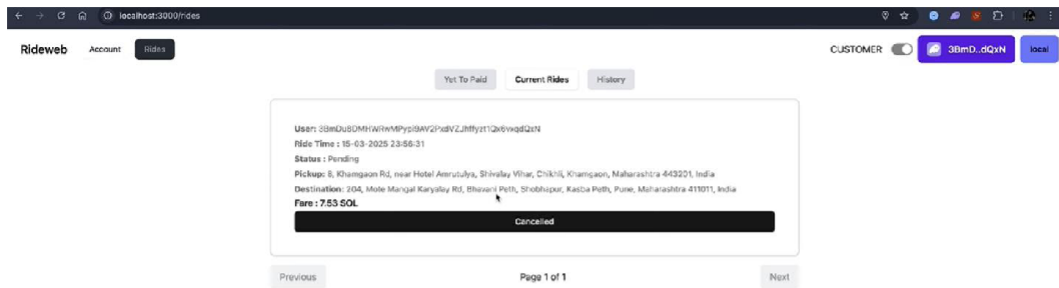 localhost:3000/rides
Rideweb Account Rides CUSTOMER 3BmD..dQxN local
Yet To Paid Current Rides History
User:
Ride Time : 15-03-2025 23:56:31
Status : Pending
Pickup: 8, Khamgaon Rd, near Hotel Amrutulya, Shivalay Vihar, Chikhli, Khamgaon, Maharashtra 443201, India
Destination: 204, Mote Mangal Karyalay Rd, Bhavani Peth, Shobhapur, Kasba Peth, Pune, Maharashtra 411011, India
Fare : 7.53 SOL
Cancelled
Previous Page 1 of 1 Next